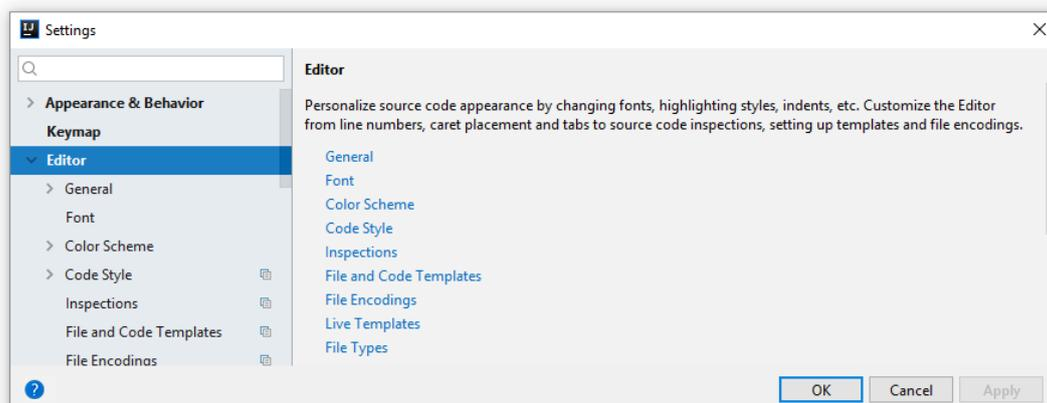 IJ Settings
Appearance & Behavior
Keymap
Editor
General
Font
Color Scheme
Code Style
Inspections
File and Code Templates
File Encodings
Editor
Personalize source code appearance by changing fonts, highlighting styles, indents, etc. Customize the Editor
from line numbers, caret placement and tabs to source code inspections, setting up templates and file encodings.
General
Font
Color Scheme
Code Style
Inspections
File and Code Templates
File Encodings
Live Templates
File Types
?
OK
Cancel
Apply